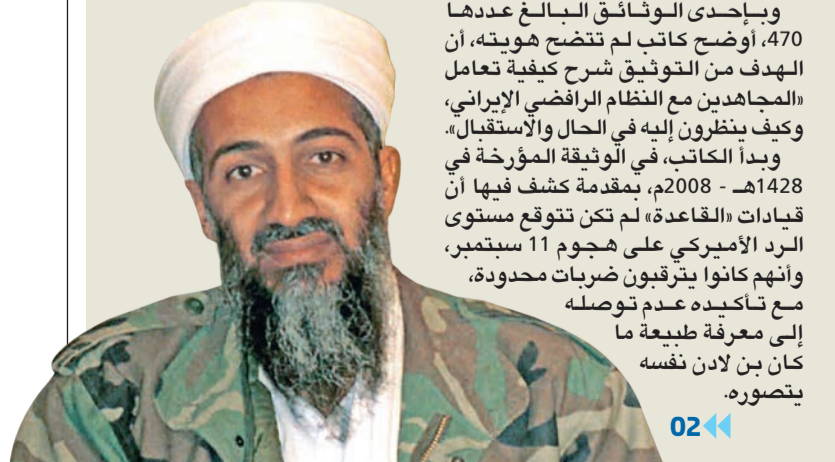 وبإحدى الوثائق البالغ عددها
470، أوضح كاتب لم تتضح هويته، أن
الهدف من التوثيق شرح كيفية تعامل
«المجاهدين مع النظام الرافضي الإيراني،
وكيف ينظرون إليه في الحال والاستقبال».
وبدأ الكاتب، في الوثيقة المؤرخة في
1428هـ - 2008م، بمقدمة كشف فيها أن
قيادات «القاعدة» لم تكن تتوقع مستوى
الرد الأميركي على هجوم 11 سبتمبر،
وأنهم كانوا يترقبون ضربات محدودة،
مع تأكيده عدم توصله
إلى معرفة طبيعة ما
كان بن لادن نفسه
يتصوره.
02